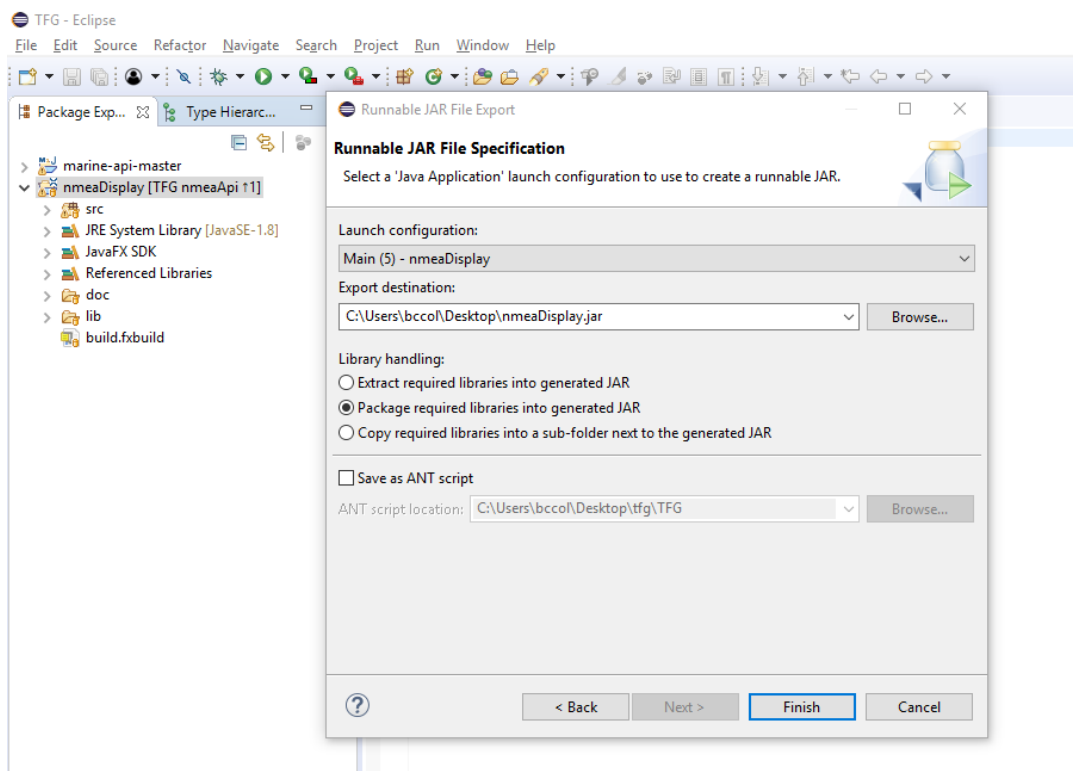 TFG - Eclipse
File Edit Source Refactor Navigate Search Project Run Window Help
Package Exp... Type Hierarc...
marine-api-master
nmeaDisplay [TFG nmeaApi ↑1]
src
JRE System Library [JavaSE-1.8]
JavaFX SDK
Referenced Libraries
doc
lib
build.fxbuild
Runnable JAR File Export
Runnable JAR File Specification
Select a 'Java Application' launch configuration to use to create a runnable JAR.
Launch configuration:
Main (5) - nmeaDisplay
Export destination:
C:\Users\bccol\Desktop\nmeaDisplay.jar Browse...
Library handling:
Extract required libraries into generated JAR
Package required libraries into generated JAR
Copy required libraries into a sub-folder next to the generated JAR
Save as ANT script
ANT script location: C:\Users\bccol\Desktop\tfg\TFG Browse...
? < Back Next > Finish Cancel